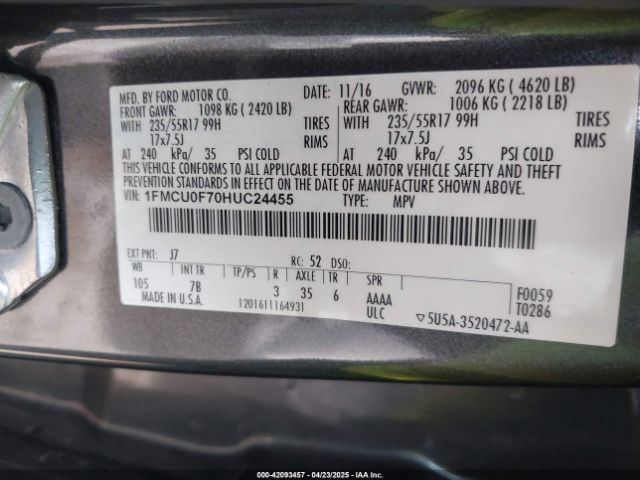 MFD. BY FORD MOTOR CO. DATE: 11/16 GVWR: 2096 KG ( 4620 LB)
FRONT GAWR: 1098 KG ( 2420 LB) REAR GAWR: 1006 KG ( 2218 LB)
WITH 235/55R17 99H TIRES WITH 235/55R17 99H TIRES
17x7.5J RIMS 17x7.5J RIMS
AT 240 kPa/ 35 PSI COLD AT 240 kPa/ 35 PSI COLD
THIS VEHICLE CONFORMS TO ALL APPLICABLE FEDERAL MOTOR VEHICLE SAFETY AND THEFT
PREVENTION STANDARDS IN EFFECT ON THE DATE OF MANUFACTURE SHOWN ABOVE.
VIN: 1FMCU0F70HUC24455 TYPE: MPV
EXT PNT: J7 RC: 52 DSO:
WB INT TR TP/PS R AXLE TR SPR
105 7B 3 35 6 AAAA F0059
MADE IN U.S.A. 1201611164931 ULC T0286
▽5U5A-3520472-AA
000-42093457 - 04/23/2025 - IAAI.COM